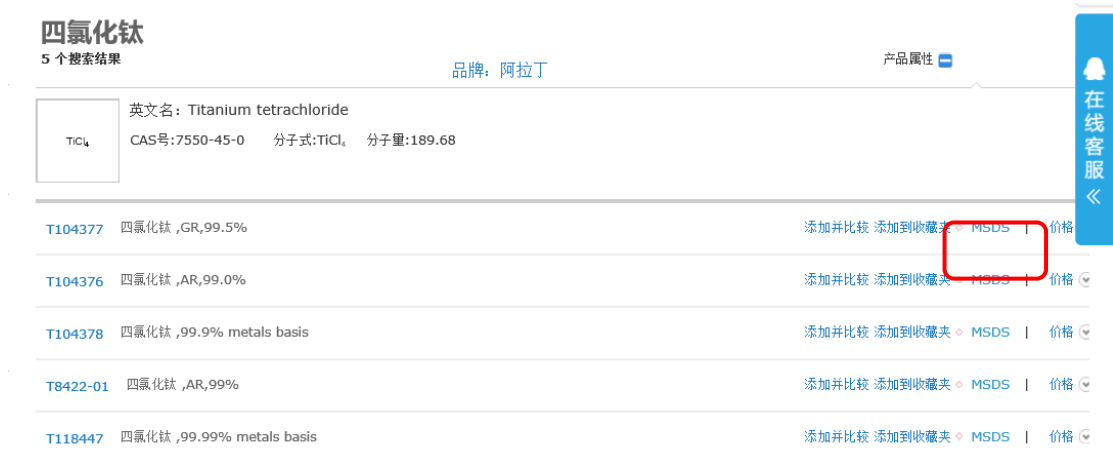 四氯化钛
5 个搜索结果
品牌：阿拉丁
产品属性
英文名：Titanium tetrachloride
TiCl₄
CAS号:7550-45-0 分子式:TiCl₄ 分子量:189.68
T104377 四氯化钛 ,GR,99.5% 添加并比较 添加到收藏夹 MSDS | 价格
T104376 四氯化钛 ,AR,99.0% 添加并比较 添加到收藏夹 MSDS | 价格
T104378 四氯化钛 ,99.9% metals basis 添加并比较 添加到收藏夹 MSDS | 价格
T8422-01 四氯化钛 ,AR,99% 添加并比较 添加到收藏夹 MSDS | 价格
T118447 四氯化钛 ,99.99% metals basis 添加并比较 添加到收藏夹 MSDS | 价格
在线客服